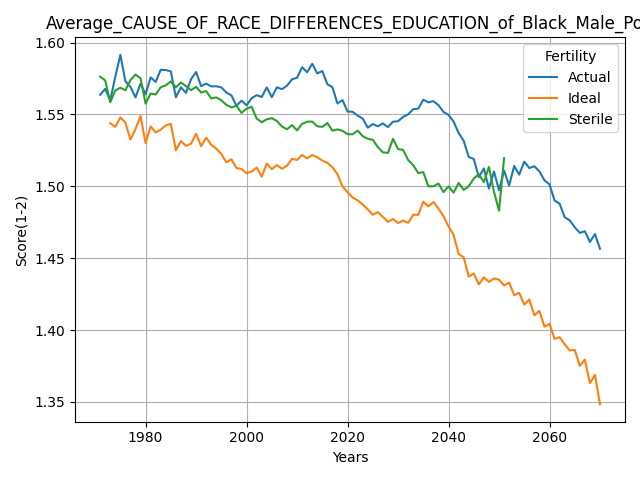 Average_CAUSE_OF_RACE_DIFFERENCES_EDUCATION_of_Black_Male_Po
1.60
1.55
1.50
1.45
1.40
1.35
Score(1-2)
Fertility
Actual
Ideal
Sterile
1980
2000
2020
2040
2060
Years